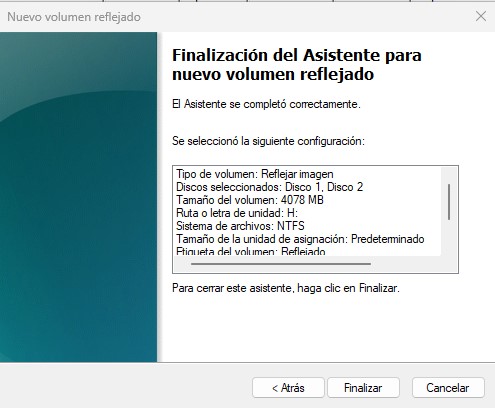 Nuevo volumen reflejado
Finalización del Asistente para
nuevo volumen reflejado
El Asistente se completó correctamente.
Se seleccionó la siguiente configuración:
Tipo de volumen: Reflejar imagen
Discos seleccionados: Disco 1, Disco 2
Tamaño del volumen: 4078 MB
Ruta o letra de unidad: H:
Sistema de archivos: NTFS
Tamaño de la unidad de asignación: Predeterminado
Etiqueta del volumen: Reflejado
Para cerrar este asistente, haga clic en Finalizar.
< Atrás
Finalizar
Cancelar